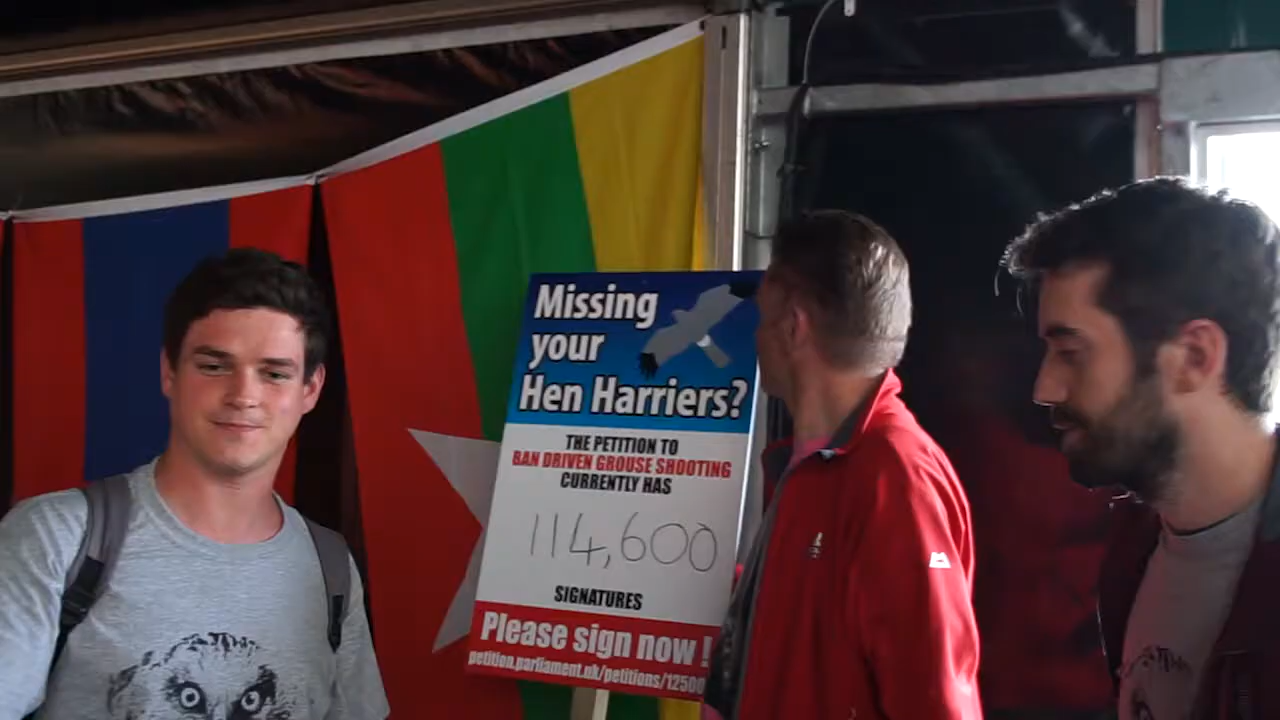 Missing
your
Hen Harriers?
THE PETITION TO
BAN DRIVEN GROUSE SHOOTING
CURRENTLY HAS
114,600
SIGNATURES
Please sign now !
petition.parliament.uk/petitions/12500